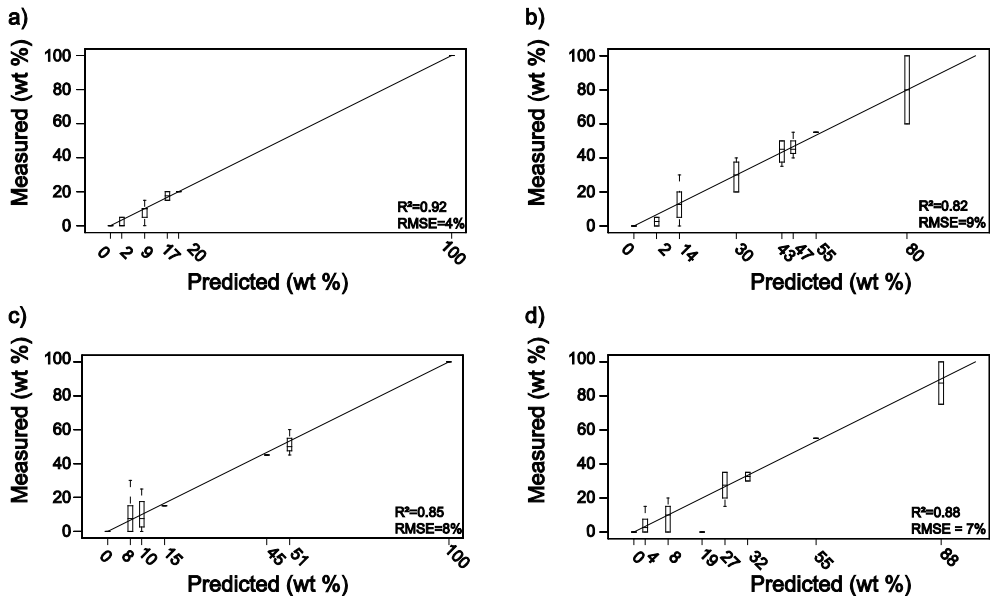 a)
Measured (wt %)
100
80
60
40
20
0
R²=0.92
RMSE=4%
0 2 9 17 20 100
Predicted (wt %)
b)
Measured (wt %)
100
80
60
40
20
0
R²=0.82
RMSE=9%
0 2 14 30 43 47 55 80
Predicted (wt %)
c)
Measured (wt %)
100
80
60
40
20
0
R²=0.85
RMSE=8%
0 8 10 15 45 51 100
Predicted (wt %)
d)
Measured (wt %)
100
80
60
40
20
0
R²=0.88
RMSE = 7%
0 4 8 19 27 32 55 88
Predicted (wt %)